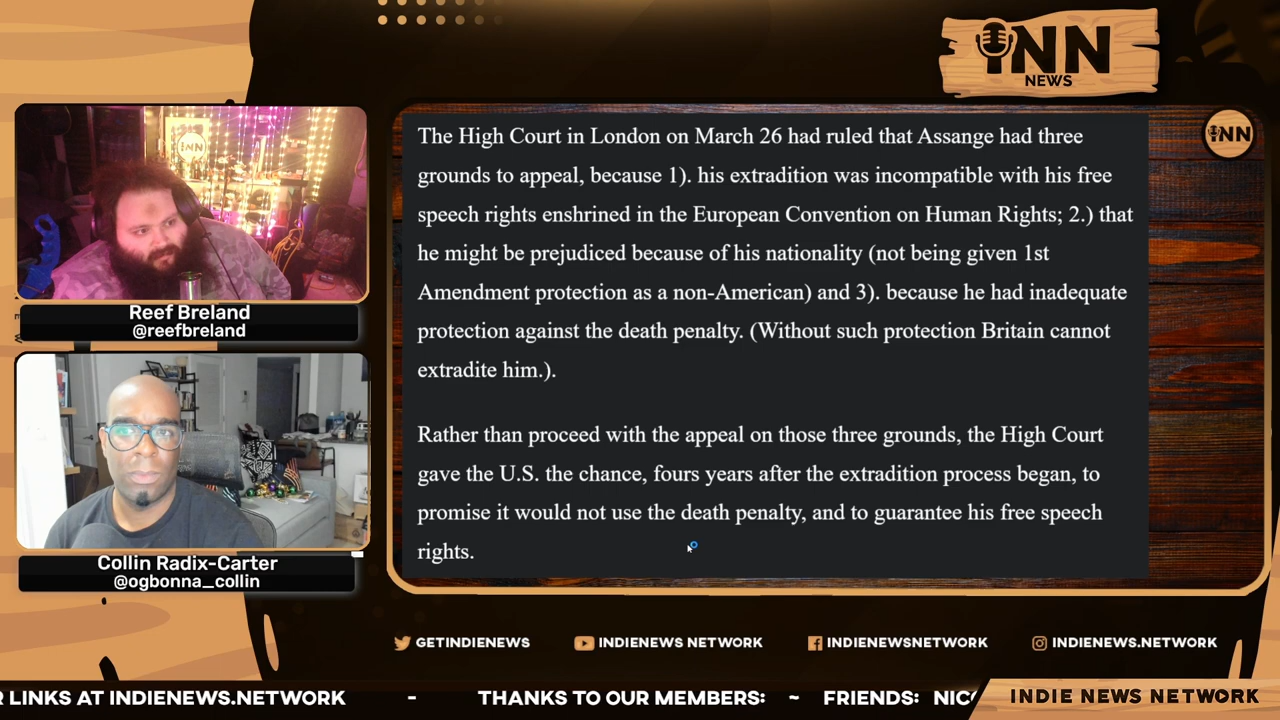 INN
NEWS
INN
The High Court in London on March 26 had ruled that Assange had three
grounds to appeal, because 1). his extradition was incompatible with his free
speech rights enshrined in the European Convention on Human Rights; 2.) that
he might be prejudiced because of his nationality (not being given 1st
Amendment protection as a non-American) and 3). because he had inadequate
protection against the death penalty. (Without such protection Britain cannot
extradite him.).
Rather than proceed with the appeal on those three grounds, the High Court
gave the U.S. the chance, fours years after the extradition process began, to
promise it would not use the death penalty, and to guarantee his free speech
rights.
INN
Reef Breland
@reefbreland
Collin Radix-Carter
@ogbonna_collin
GETINDIENEWS
INDIENEWS NETWORK
INDIENEWSNETWORK
INDIENEWS.NETWORK
R LINKS AT INDIENEWS.NETWORK - THANKS TO OUR MEMBERS: ~ FRIENDS: NIC
INDIE NEWS NETWORK